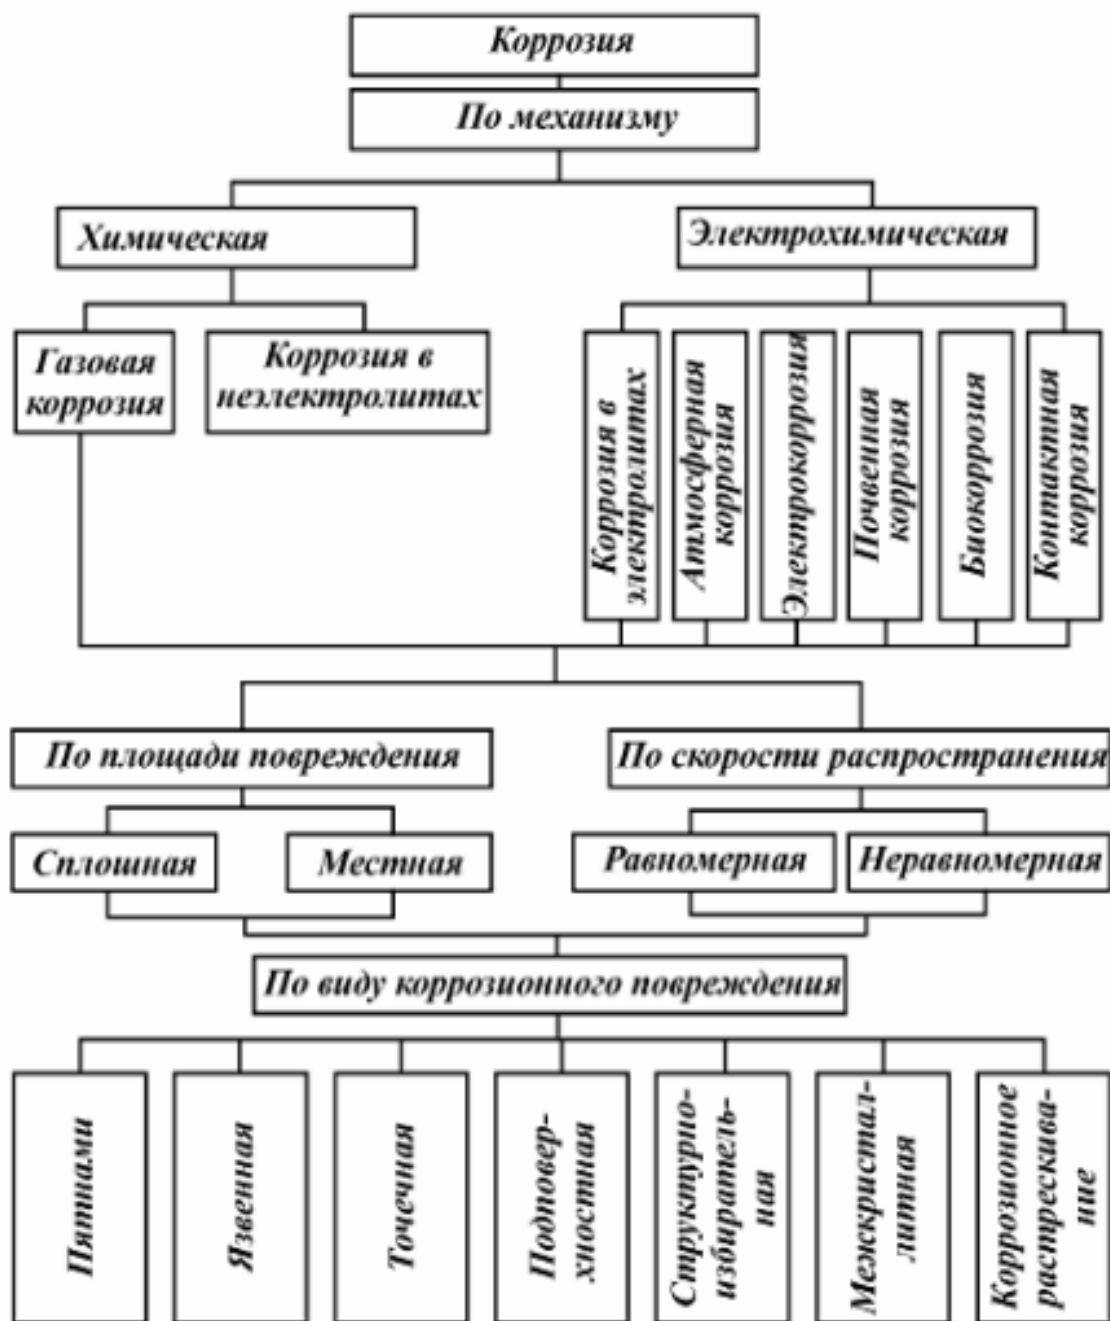 Коррозия
По механизму
Химическая
Электрохимическая
Газовая
коррозия
Коррозия в
неэлектролитах
Коррозия в
электролитах
Атмосферная
коррозия
Электрокоррозия
Почвенная
коррозия
Биокоррозия
Контактная
коррозия
По площади повреждения
По скорости распространения
Сплошная
Местная
Равномерная
Неравномерная
По виду коррозионного повреждения
Пятнами
Язвенная
Точечная
Подповер-
хностная
Структурно-
избиратель-
ная
Межкристал-
литная
Коррозионное
растрескива-
ние